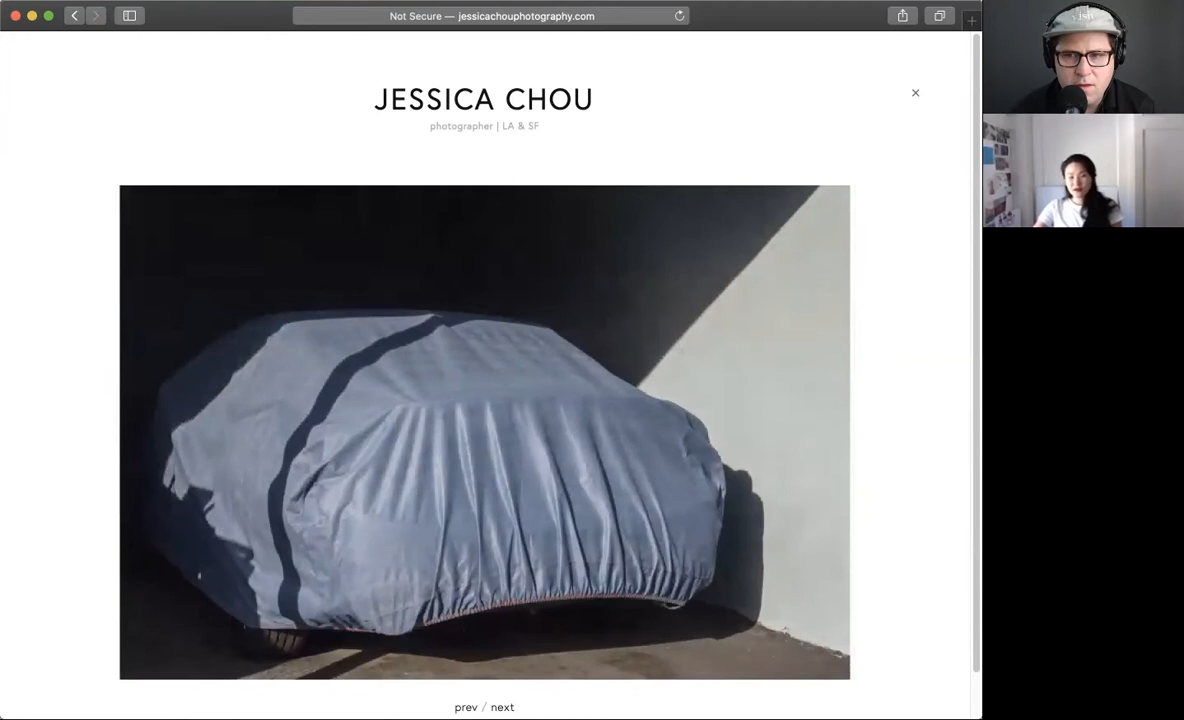 Not Secure — jessicachouphotography.com
JESSICA CHOU
photographer | LA & SF
prev / next